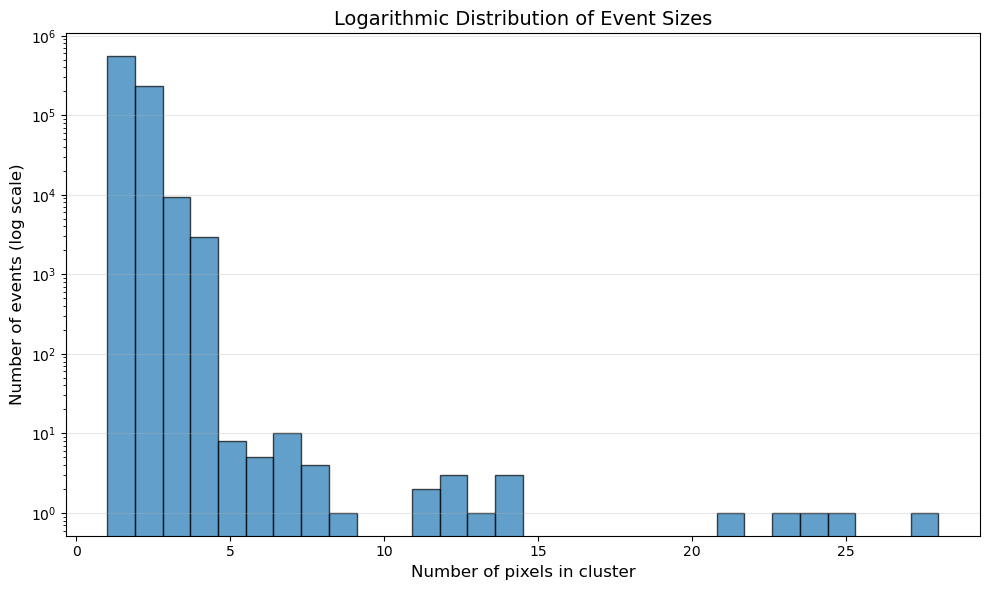 Logarithmic Distribution of Event Sizes
Number of events (log scale)
10⁶
10⁵
10⁴
10³
10²
10¹
10⁰
0 5 10 15 20 25
Number of pixels in cluster